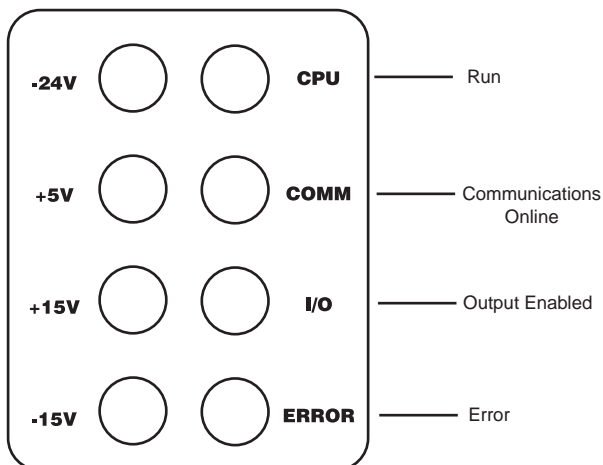 -24V CPU Run
+5V COMM Communications
Online
+15V I/O Output Enabled
-15V ERROR Error